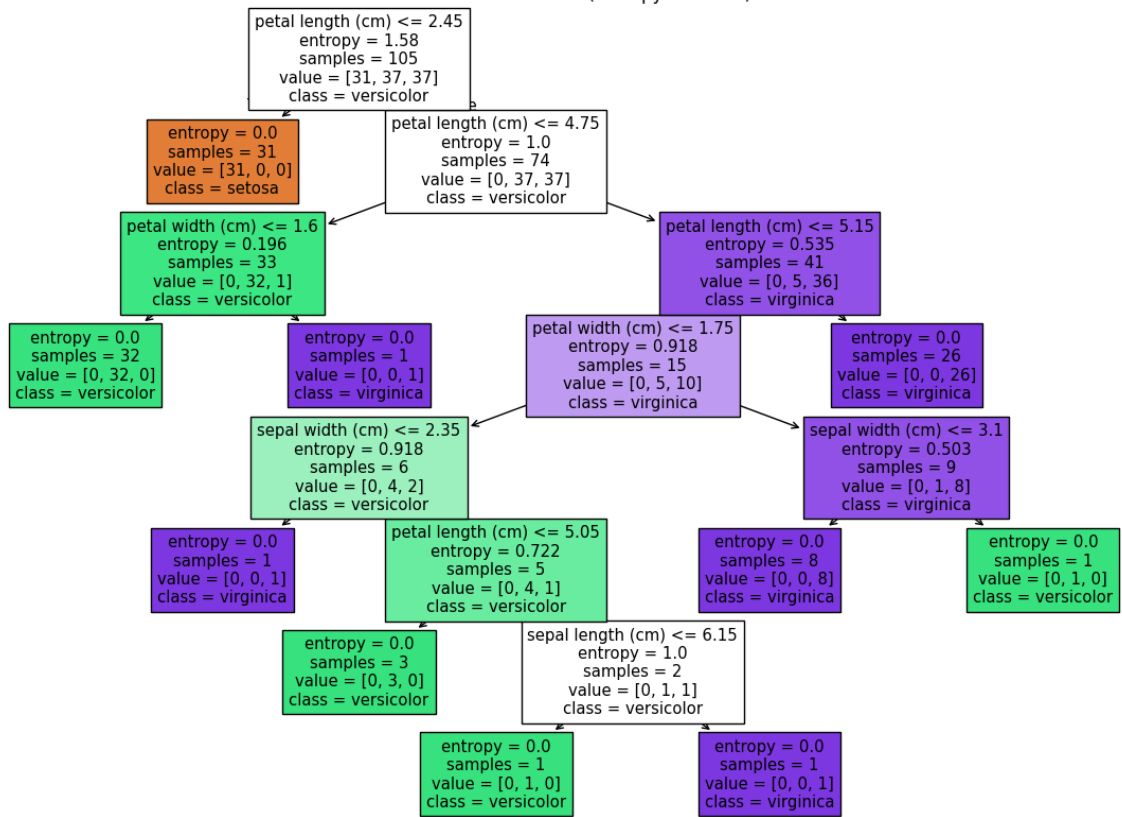 petal length (cm) <= 2.45
entropy = 1.58
samples = 105
value = [31, 37, 37]
class = versicolor
entropy = 0.0
samples = 31
value = [31, 0, 0]
class = setosa
petal length (cm) <= 4.75
entropy = 1.0
samples = 74
value = [0, 37, 37]
class = versicolor
petal width (cm) <= 1.6
entropy = 0.196
samples = 33
value = [0, 32, 1]
class = versicolor
petal length (cm) <= 5.15
entropy = 0.535
samples = 41
value = [0, 5, 36]
class = virginica
entropy = 0.0
samples = 32
value = [0, 32, 0]
class = versicolor
entropy = 0.0
samples = 1
value = [0, 0, 1]
class = virginica
petal width (cm) <= 1.75
entropy = 0.918
samples = 15
value = [0, 5, 10]
class = virginica
entropy = 0.0
samples = 26
value = [0, 0, 26]
class = virginica
sepal width (cm) <= 2.35
entropy = 0.918
samples = 6
value = [0, 4, 2]
class = versicolor
sepal width (cm) <= 3.1
entropy = 0.503
samples = 9
value = [0, 1, 8]
class = virginica
entropy = 0.0
samples = 1
value = [0, 0, 1]
class = virginica
petal length (cm) <= 5.05
entropy = 0.722
samples = 5
value = [0, 4, 1]
class = versicolor
entropy = 0.0
samples = 8
value = [0, 0, 8]
class = virginica
entropy = 0.0
samples = 1
value = [0, 1, 0]
class = versicolor
entropy = 0.0
samples = 3
value = [0, 3, 0]
class = versicolor
sepal length (cm) <= 6.15
entropy = 1.0
samples = 2
value = [0, 1, 1]
class = versicolor
entropy = 0.0
samples = 1
value = [0, 1, 0]
class = versicolor
entropy = 0.0
samples = 1
value = [0, 0, 1]
class = virginica